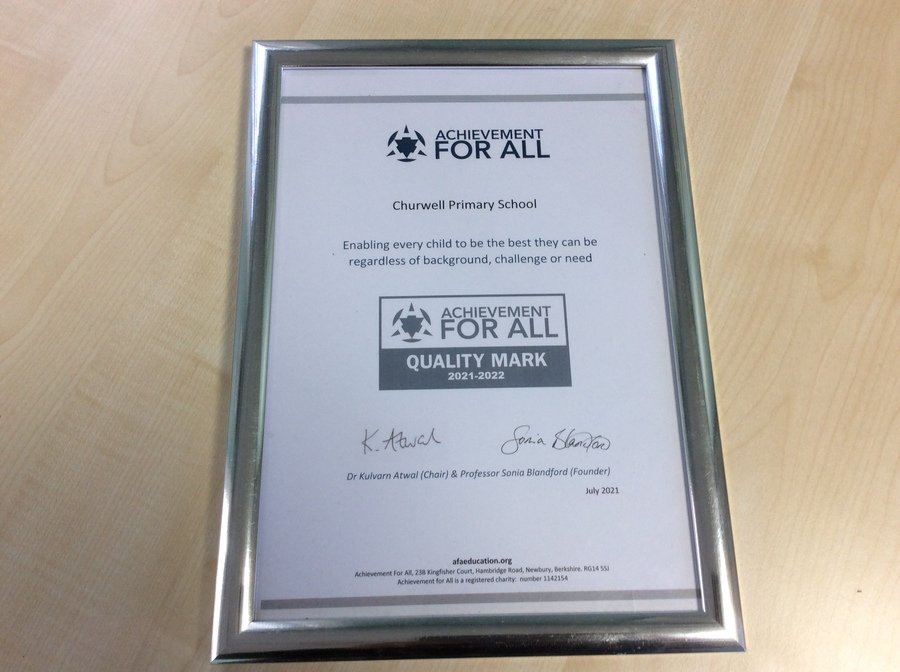 ACHIEVEMENT
FOR ALL
Churwell Primary School
Enabling every child to be the best they can be
regardless of background, challenge or need
ACHIEVEMENT
FOR ALL
QUALITY MARK
2021-2022
K. Atwal
Sonia Blandford
Dr Kulvarn Atwal (Chair) & Professor Sonia Blandford (Founder)
July 2021
afaeducation.org
Achievement For All, 23B Kingfisher Court, Hambridge Road, Newbury, Berkshire. RG14 5SJ
Achievement for All is a registered charity: number 1142154